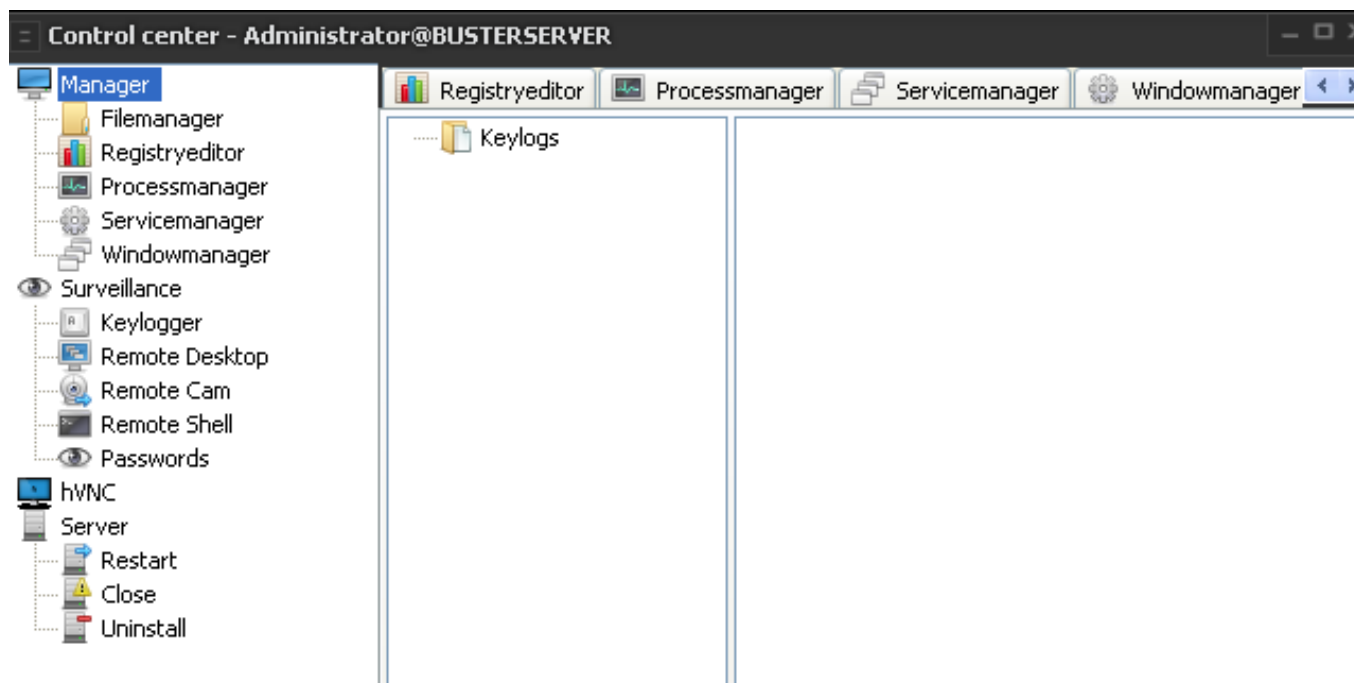 Control center - Administrator@BUSTERSERVER
Manager
Filemanager
Registryeditor
Processmanager
Servicemanager
Windowmanager
Surveillance
Keylogger
Remote Desktop
Remote Cam
Remote Shell
Passwords
hVNC
Server
Restart
Close
Uninstall
Registryeditor Processmanager Servicemanager Windowmanager
Keylogs